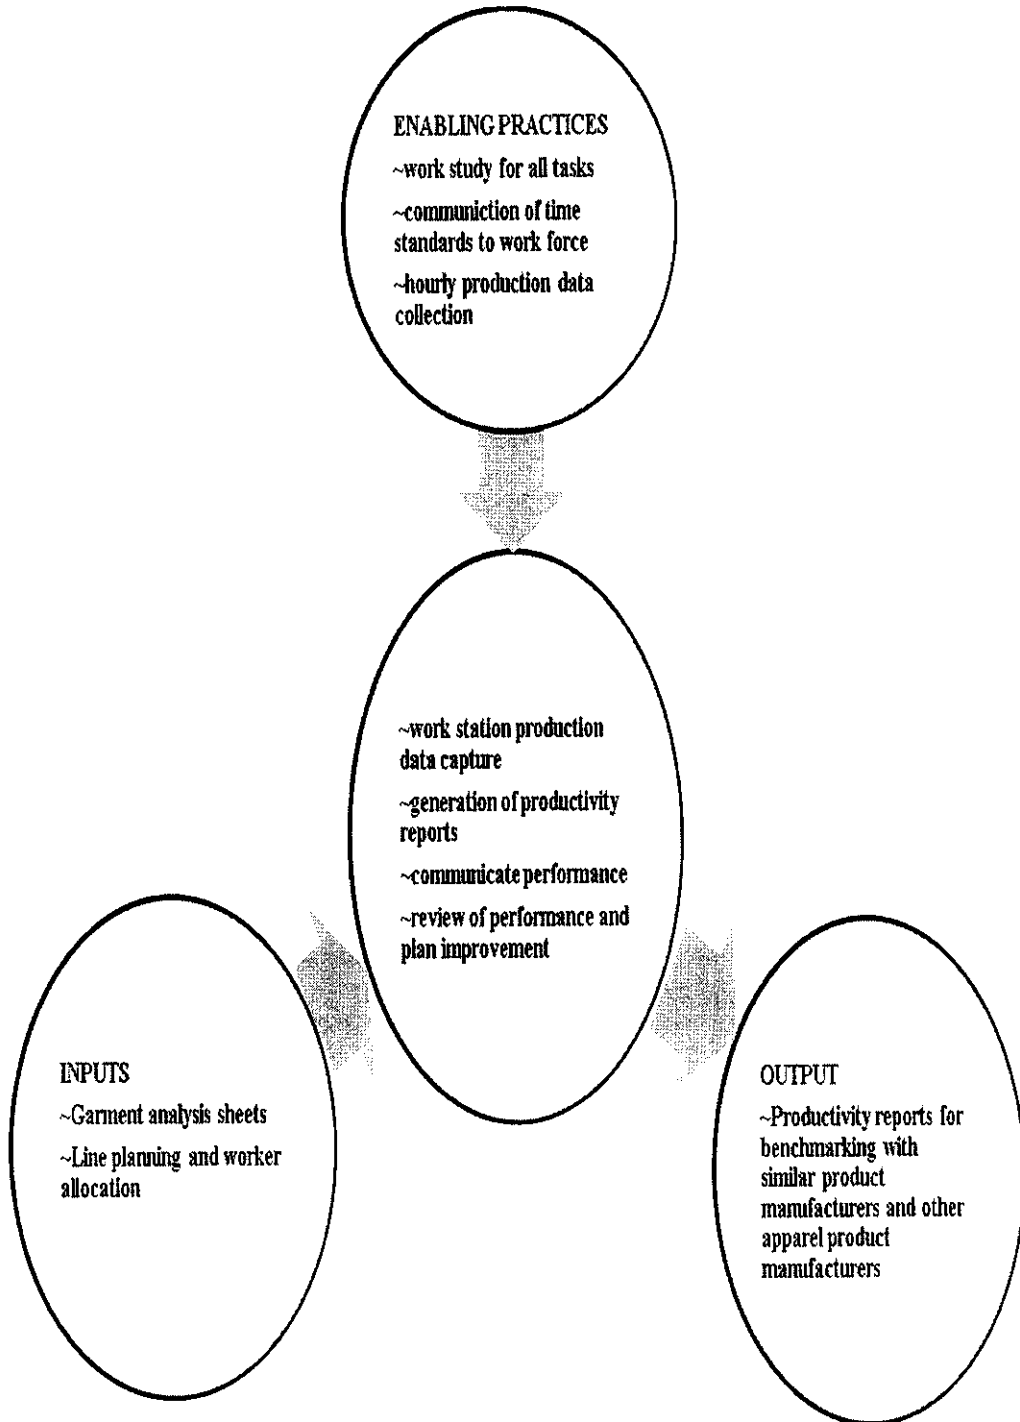 ENABLING PRACTICES
~work study for all tasks
~communiction of time
standards to work force
~hourly production data
collection
~work station production
data capture
~generation of productivity
reports
~communicate performance
~review of performance and
plan improvement
INPUTS
~Garment analysis sheets
~Line planning and worker
allocation
OUTPUT
~Productivity reports for
benchmarking with
similar product
manufacturers and other
apparel product
manufacturers